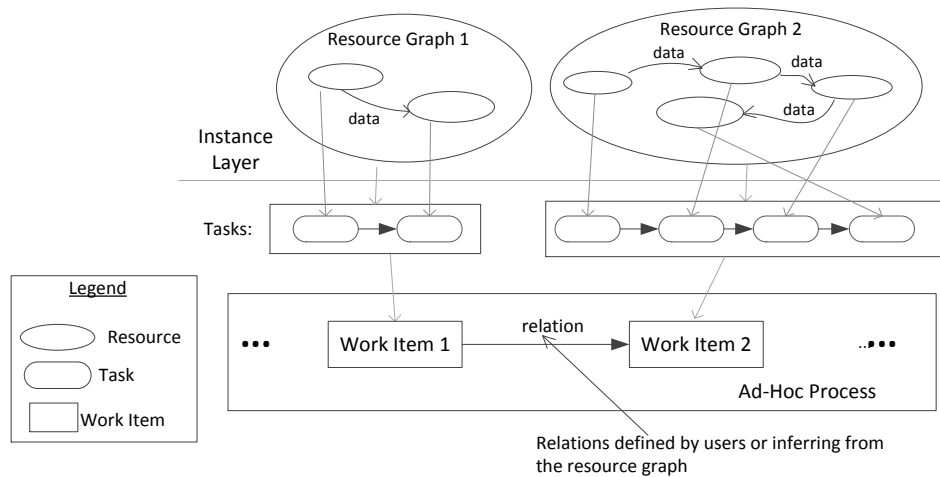 Resource Graph 1
Resource Graph 2
data
data
data
data
Instance
Layer
Tasks:
Legend
Resource
Task
Work Item
•••
Work Item 1
relation
Work Item 2
...•••
Ad-Hoc Process
Relations defined by users or inferring from
the resource graph